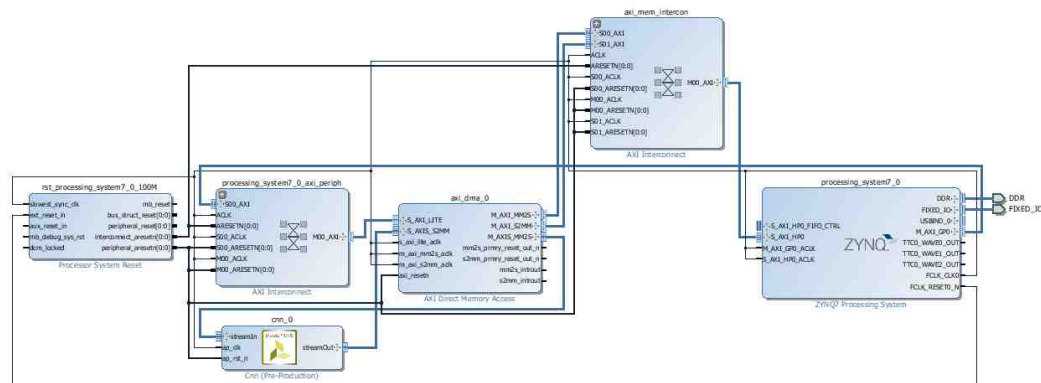 axi_mem_intercon
S00_AXI
S01_AXI
ACLK
ARESETN[0:0]
S00_ACLK
S00_ARESETN[0:0]
M00_ACLK
M00_ARESETN[0:0]
S01_ACLK
S01_ARESETN[0:0]
M00_AXI
AXI Interconnect
rst_processing_system7_0_100M
slowest_sync_clk
ext_reset_in
aux_reset_in
mb_debug_sys_rst
dcm_locked
mb_reset
bus_struct_reset[0:0]
peripheral_reset[0:0]
interconnect_aresetn[0:0]
peripheral_aresetn[0:0]
Processor System Reset
processing_system7_0_axi_periph
S00_AXI
ACLK
ARESETN[0:0]
S00_ACLK
S00_ARESETN[0:0]
M00_ACLK
M00_ARESETN[0:0]
M00_AXI
AXI Interconnect
axi_dma_0
S_AXI_LITE
S_AXIS_S2MM
s_axi_lite_aclk
m_axi_mm2s_aclk
m_axi_s2mm_aclk
axi_resetn
M_AXI_MM2S
M_AXI_S2MM
M_AXIS_MM2S
mm2s_prmry_reset_out_n
s2mm_prmry_reset_out_n
mm2s_introut
s2mm_introut
AXI Direct Memory Access
processing_system7_0
S_AXI_HP0_FIFO_CTRL
S_AXI_HP0
M_AXI_GP0_ACLK
S_AXI_HP0_ACLK
ZYNQ
DDR
FIXED_IO
USBIND_0
M_AXI_GP0
TTC0_WAVE0_OUT
TTC0_WAVE1_OUT
TTC0_WAVE2_OUT
FCLK_CLK0
FCLK_RESET0_N
ZYNQ7 Processing System
DDR
FIXED_IO
cnn_0
streamIn
ap_clk
ap_rst_n
streamOut
Cnn (Pre-Production)